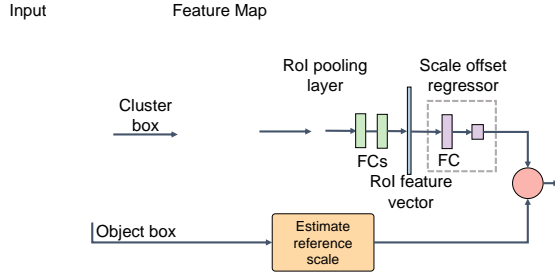 Input
Feature Map
RoI pooling
layer
Scale offset
regressor
Cluster
box
FCs
FC
RoI feature
vector
Object box
Estimate
reference
scale